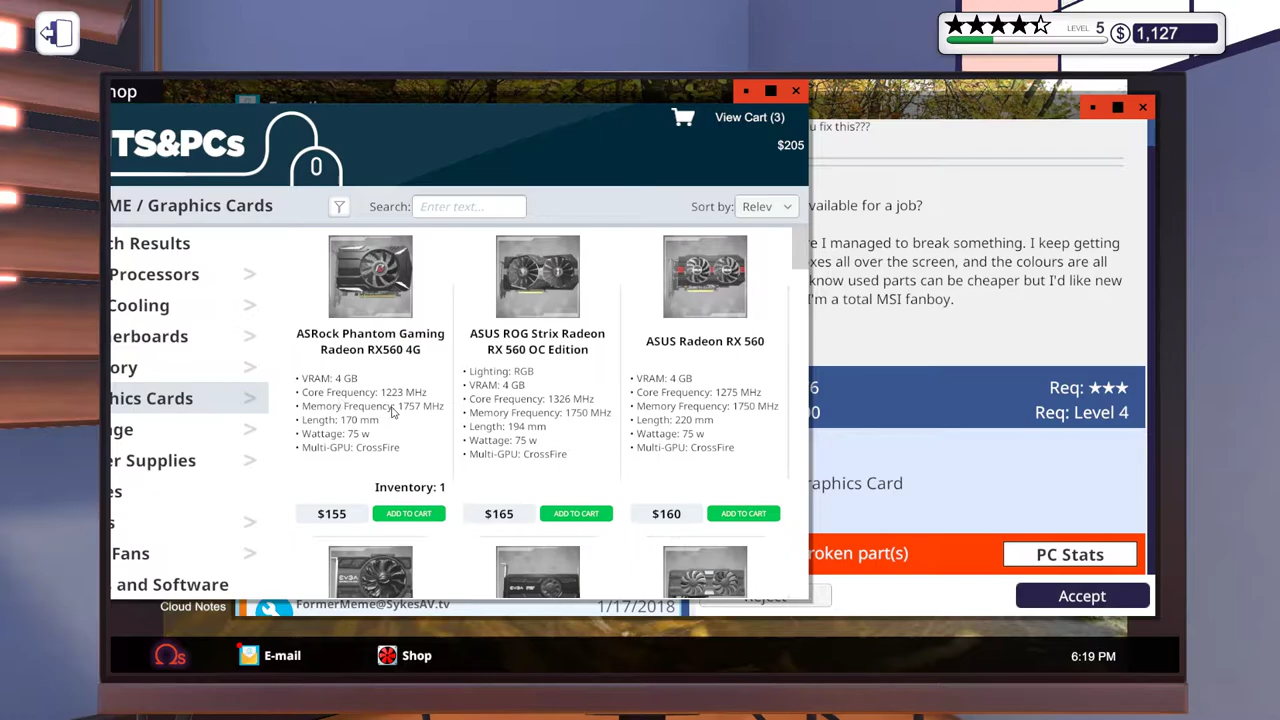 LEVEL 5 $ 1,127
hop
TS&PCs
View Cart (3)
$205
ME / Graphics Cards
Search: Enter text...
Sort by: Relev
ch Results
Processors >
Cooling >
erboards >
ory >
hics Cards >
ge >
er Supplies >
es
s >
Fans >
and Software
ASRock Phantom Gaming
Radeon RX560 4G
• VRAM: 4 GB
• Core Frequency: 1223 MHz
• Memory Frequency: 1757 MHz
• Length: 170 mm
• Wattage: 75 w
• Multi-GPU: CrossFire
Inventory: 1
$155 ADD TO CART
ASUS ROG Strix Radeon
RX 560 OC Edition
• Lighting: RGB
• VRAM: 4 GB
• Core Frequency: 1326 MHz
• Memory Frequency: 1750 MHz
• Length: 194 mm
• Wattage: 75 w
• Multi-GPU: CrossFire
$165 ADD TO CART
ASUS Radeon RX 560
• VRAM: 4 GB
• Core Frequency: 1275 MHz
• Memory Frequency: 1750 MHz
• Length: 220 mm
• Wattage: 75 w
• Multi-GPU: CrossFire
$160 ADD TO CART
u fix this???
vailable for a job?
e I managed to break something. I keep getting
xes all over the screen, and the colours are all
know used parts can be cheaper but I'd like new
I'm a total MSI fanboy.
6 Req: ★★★
00 Req: Level 4
raphics Card
roken part(s) PC Stats
Reject Accept
Cloud Notes
FormerMeme@SykesAV.tv 1/17/2018
E-mail
Shop
6:19 PM